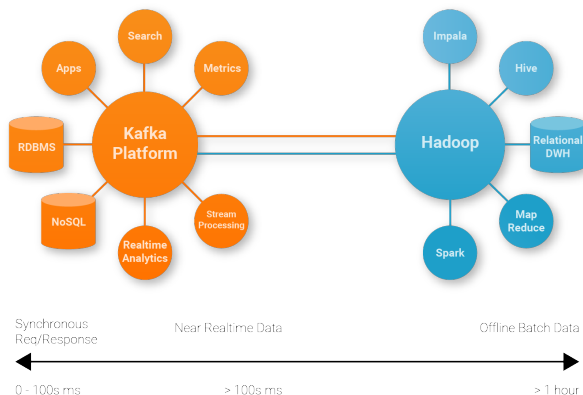 Search
Apps
Metrics
Kafka
Platform
RDBMS
NoSQL
Stream
Processing
Realtime
Analytics
Impala
Hive
Hadoop
Relational
DWH
Map
Reduce
Spark
Synchronous
Req/Response
Near Realtime Data
Offline Batch Data
0 - 100s ms
> 100s ms
> 1 hour